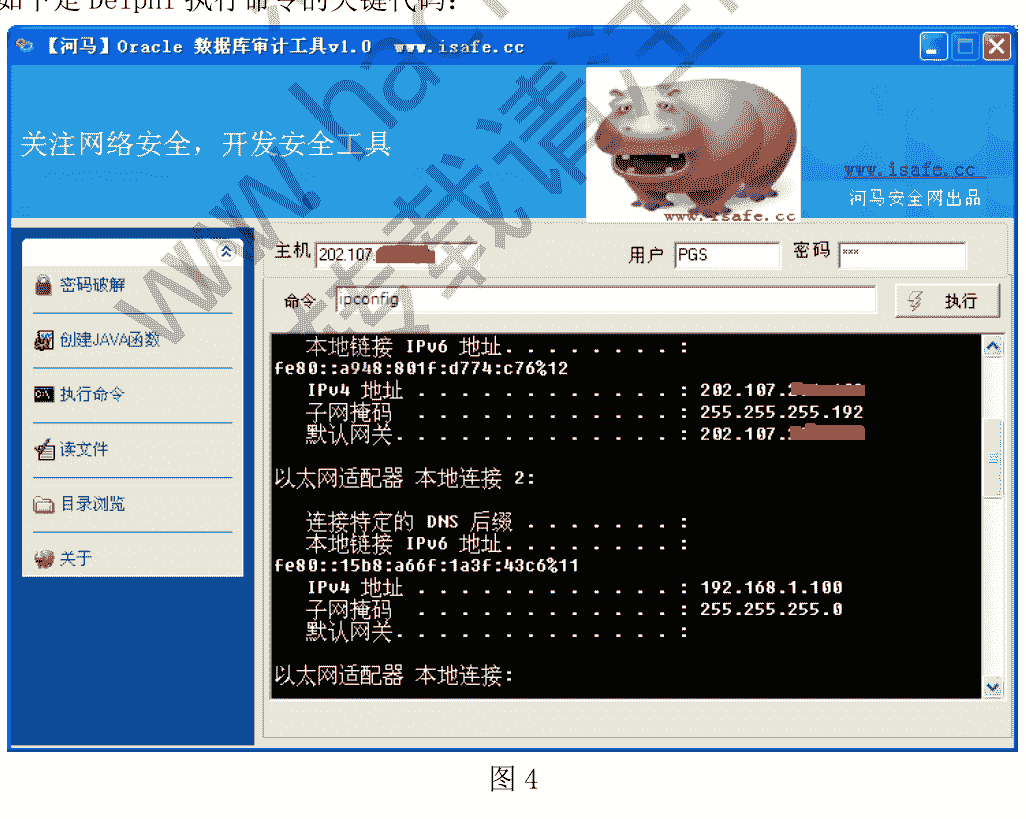 如下是 Delphi 执行命令的关键代码:
【河马】Oracle 数据库审计工具v1.0 www.isafe.cc
关注网络安全，开发安全工具
www.isafe.cc
www.isafe.cc
河马安全网出品
主机 202.107. 用户 PGS 密码 ***
命令 ipconfig 执行
密码破解
创建JAVA函数
执行命令
读文件
目录浏览
关于
本地链接 IPv6 地址. . . . . . . . :
fe80::a948:801f:d774:c76%12
IPv4 地址 . . . . . . . . . . . . : 202.107.2
子网掩码 . . . . . . . . . . . . : 255.255.255.192
默认网关. . . . . . . . . . . . . : 202.107.2
以太网适配器 本地连接 2:
连接特定的 DNS 后缀 . . . . . . . :
本地链接 IPv6 地址. . . . . . . . :
fe80::15b8:a66f:1a3f:43c6%11
IPv4 地址 . . . . . . . . . . . . : 192.168.1.100
子网掩码 . . . . . . . . . . . . : 255.255.255.0
默认网关. . . . . . . . . . . . . :
以太网适配器 本地连接:
图 4